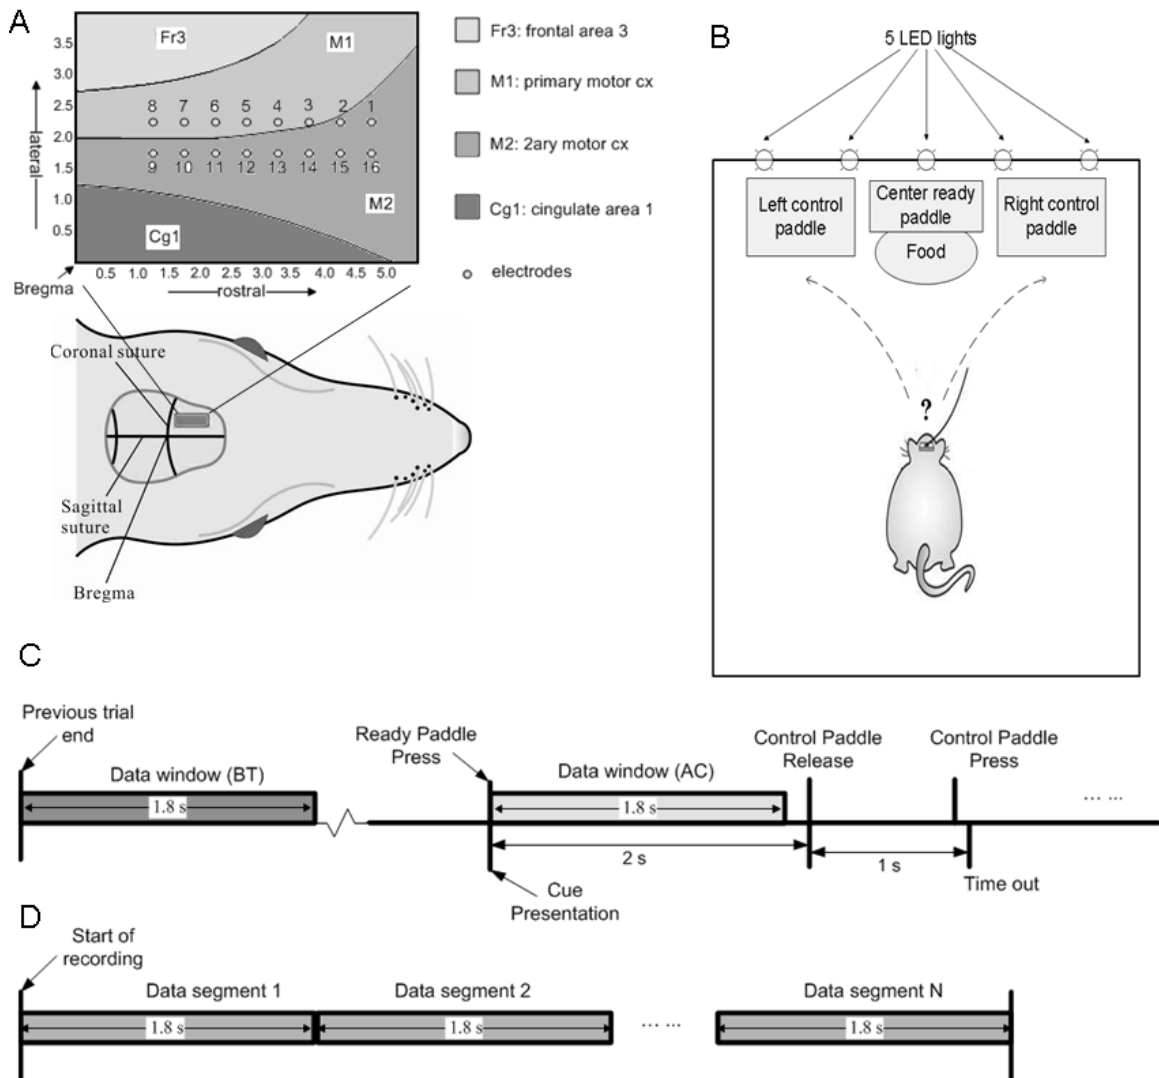 A
Fr3
M1
M2
Cg1
3.5
3.0
2.5
2.0
1.5
1.0
0.5
lateral
8 7 6 5 4 3 2 1
9 10 11 12 13 14 15 16
0.5 1.0 1.5 2.0 2.5 3.0 3.5 4.0 4.5 5.0
Bregma
rostral
Fr3: frontal area 3
M1: primary motor cx
M2: 2ary motor cx
Cg1: cingulate area 1
electrodes
Coronal suture
Sagittal
suture
Bregma
B
5 LED lights
Left control
paddle
Center ready
paddle
Food
Right control
paddle
?
C
Previous trial
end
Data window (BT)
1.8 s
Ready Paddle
Press
Data window (AC)
1.8 s
Control Paddle
Release
Control Paddle
Press
... ...
2 s
1 s
Cue
Presentation
Time out
D
Start of
recording
Data segment 1
Data segment 2
Data segment N
1.8 s
1.8 s
... ...
1.8 s